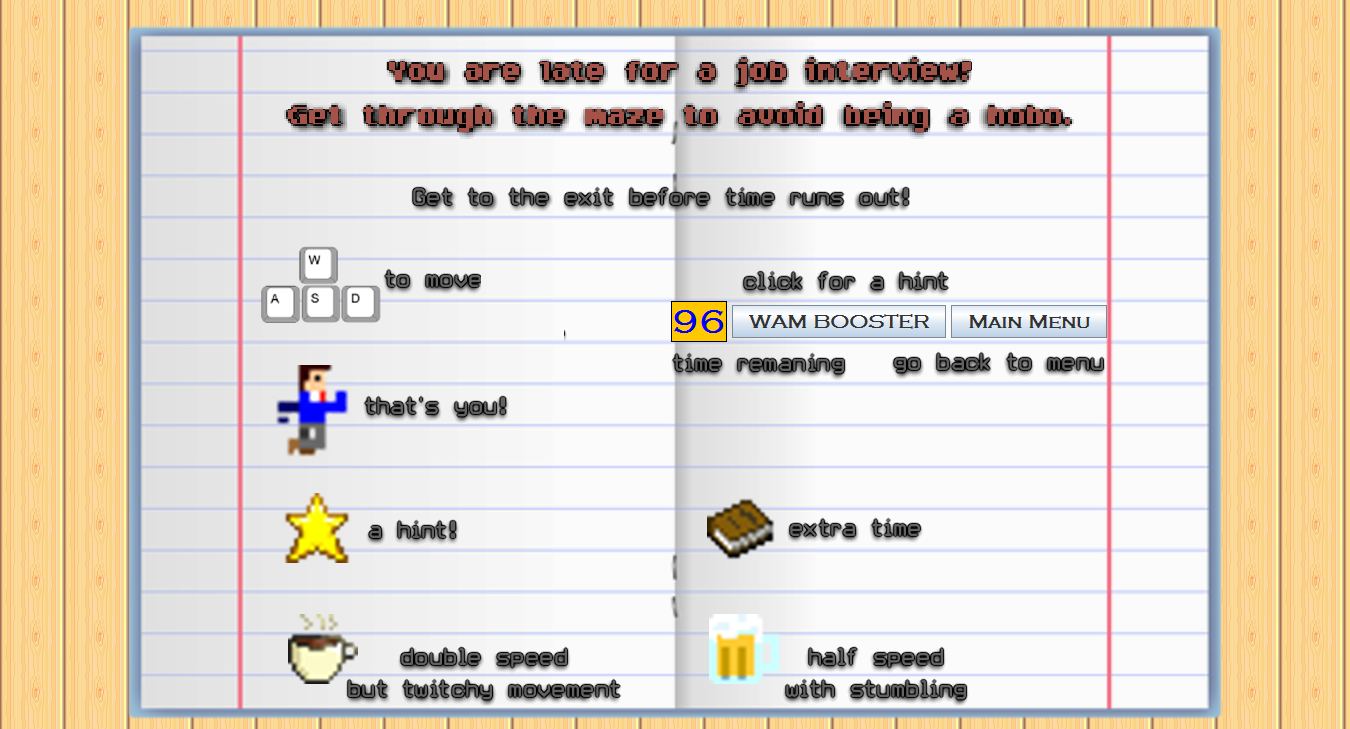 You are late for a job interview!
Get through the maze to avoid being a hobo.
Get to the exit before time runs out!
W
A S D
to move
click for a hint
96 WAM BOOSTER Main Menu
time remaning go back to menu
that's you!
a hint!
extra time
double speed
but twitchy movement
half speed
with stumbling